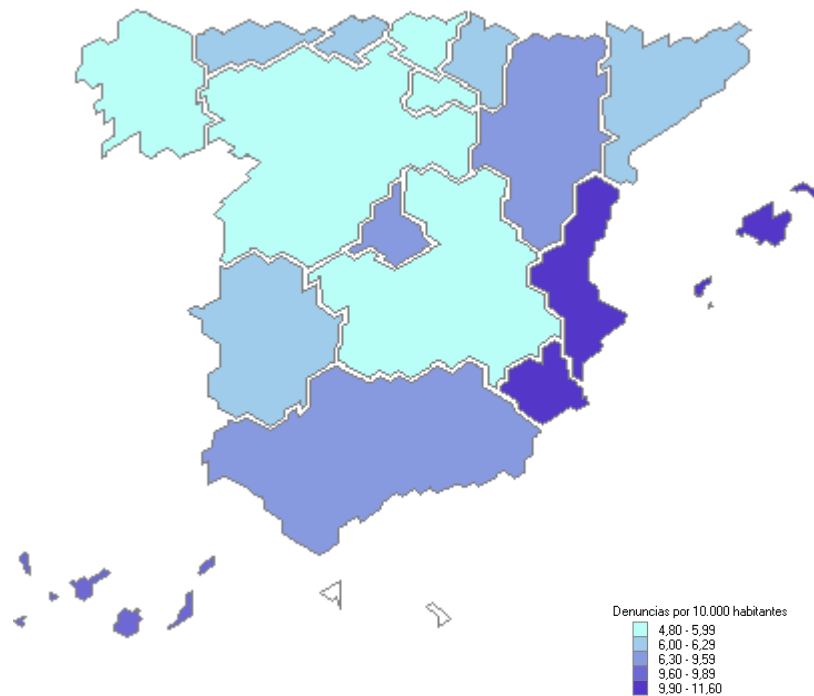 Denuncias por 10.000 habitantes
4,80 - 5,99
6,00 - 6,29
6,30 - 9,59
9,60 - 9,89
9,90 - 11,60